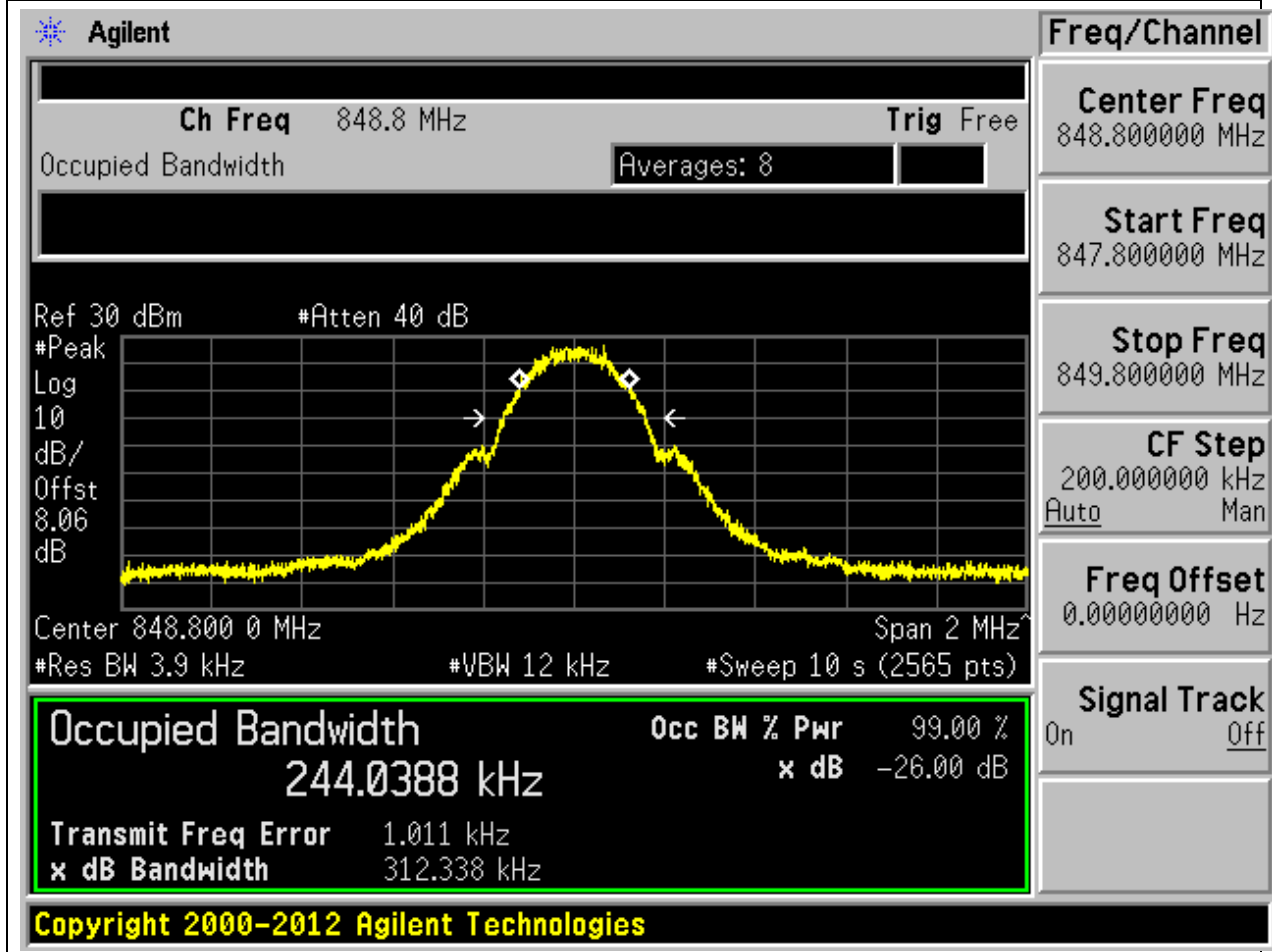 Agilent
Freq/Channel
Ch Freq 848.8 MHz Trig Free
Occupied Bandwidth Averages: 8
Ref 30 dBm #Atten 40 dB
#Peak
Log
10
dB/
Offst
8.06
dB
Center 848.800 0 MHz Span 2 MHz^
#Res BW 3.9 kHz #VBW 12 kHz #Sweep 10 s (2565 pts)
Occupied Bandwidth
244.0388 kHz
Occ BW % Pwr 99.00 %
x dB -26.00 dB
Transmit Freq Error 1.011 kHz
x dB Bandwidth 312.338 kHz
Center Freq
848.800000 MHz
Start Freq
847.800000 MHz
Stop Freq
849.800000 MHz
CF Step
200.000000 kHz
Auto Man
Freq Offset
0.00000000 Hz
Signal Track
On Off
Copyright 2000-2012 Agilent Technologies